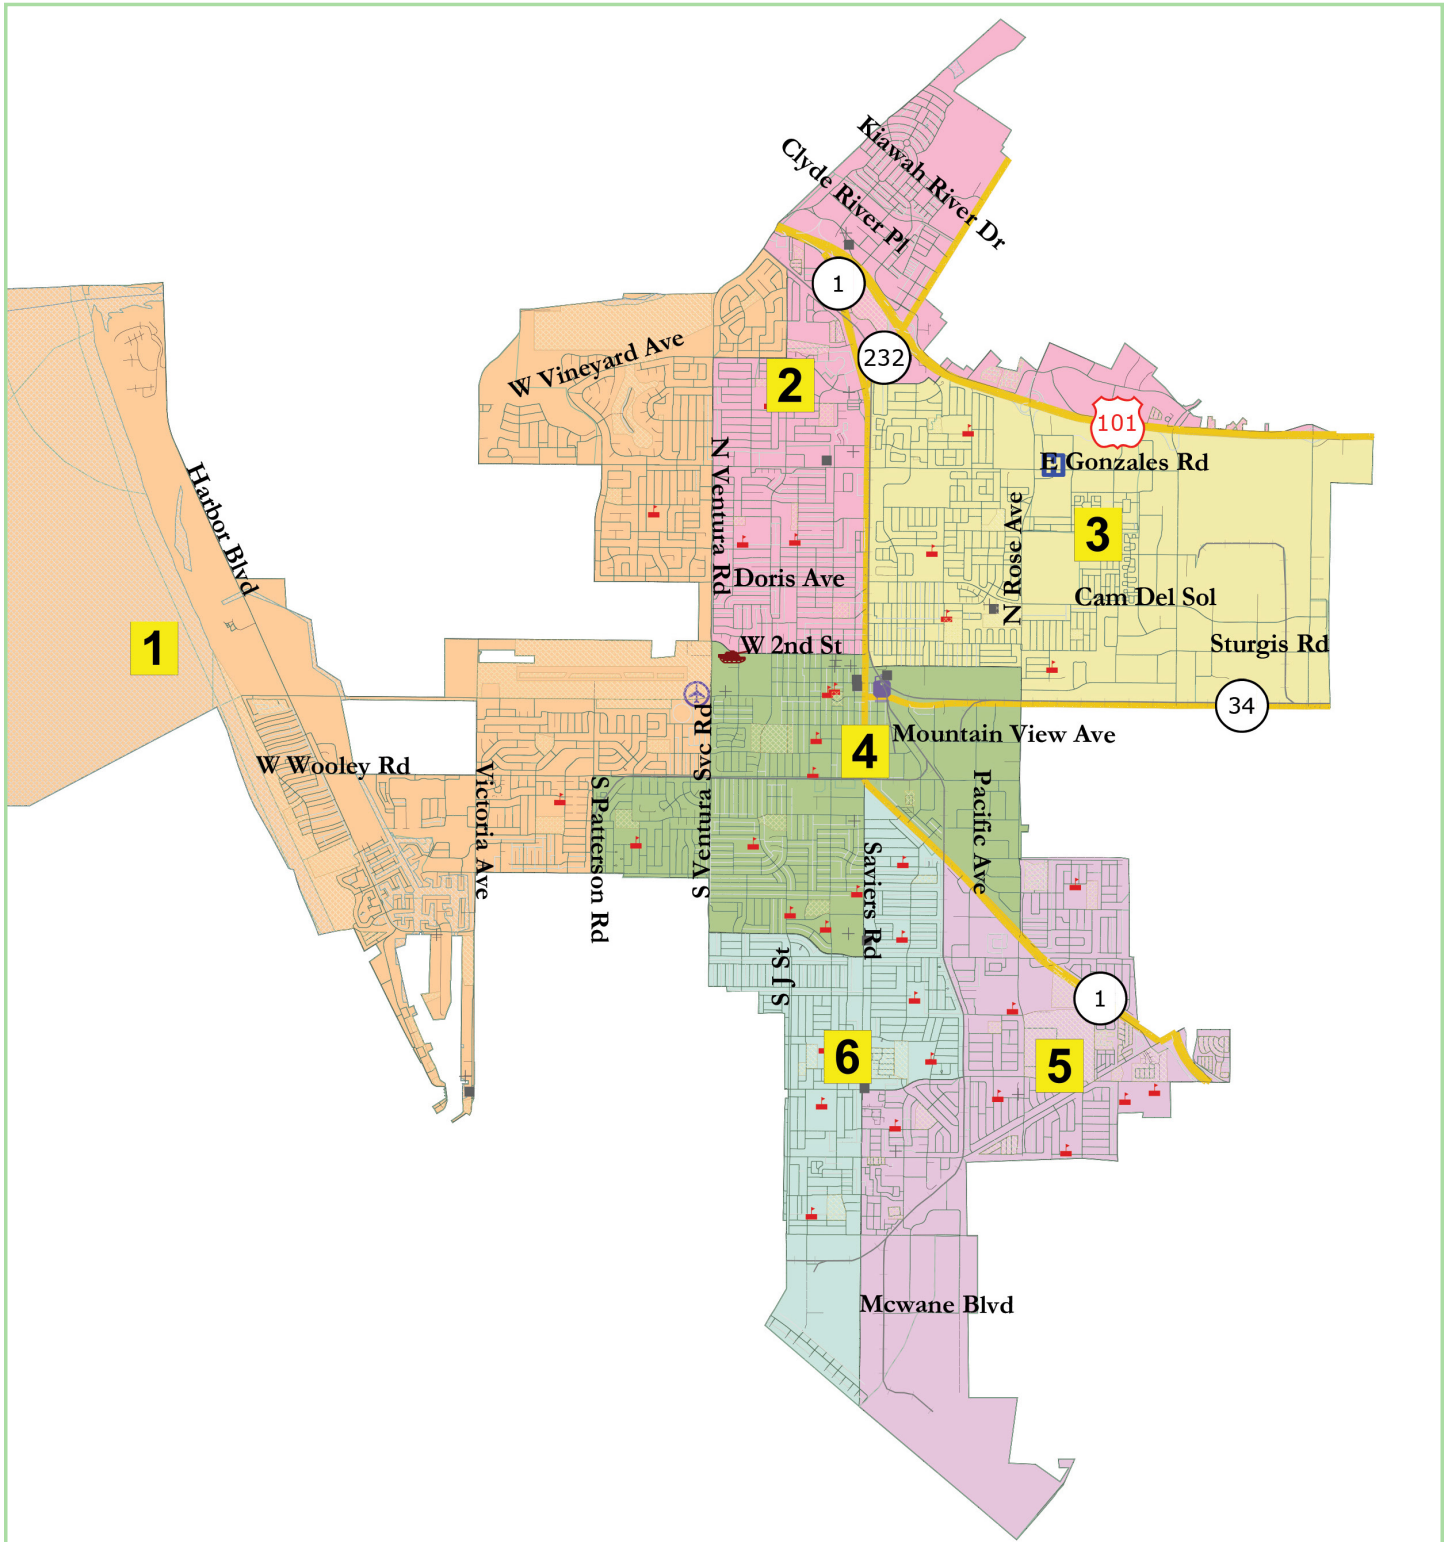 Kiawah River Dr
Clyde River Pl
1
232
W Vineyard Ave
2
101
N Ventura Rd
E Gonzales Rd
H
Harbor Blvd
N Rose Ave
3
Doris Ave
Cam Del Sol
1
W 2nd St
Sturgis Rd
34
S Ventura Svc Rd
4
Mountain View Ave
W Wooley Rd
Victoria Ave
S Patterson Rd
Pacific Ave
Saviers Rd
S J St
1
6
5
Mcwane Blvd